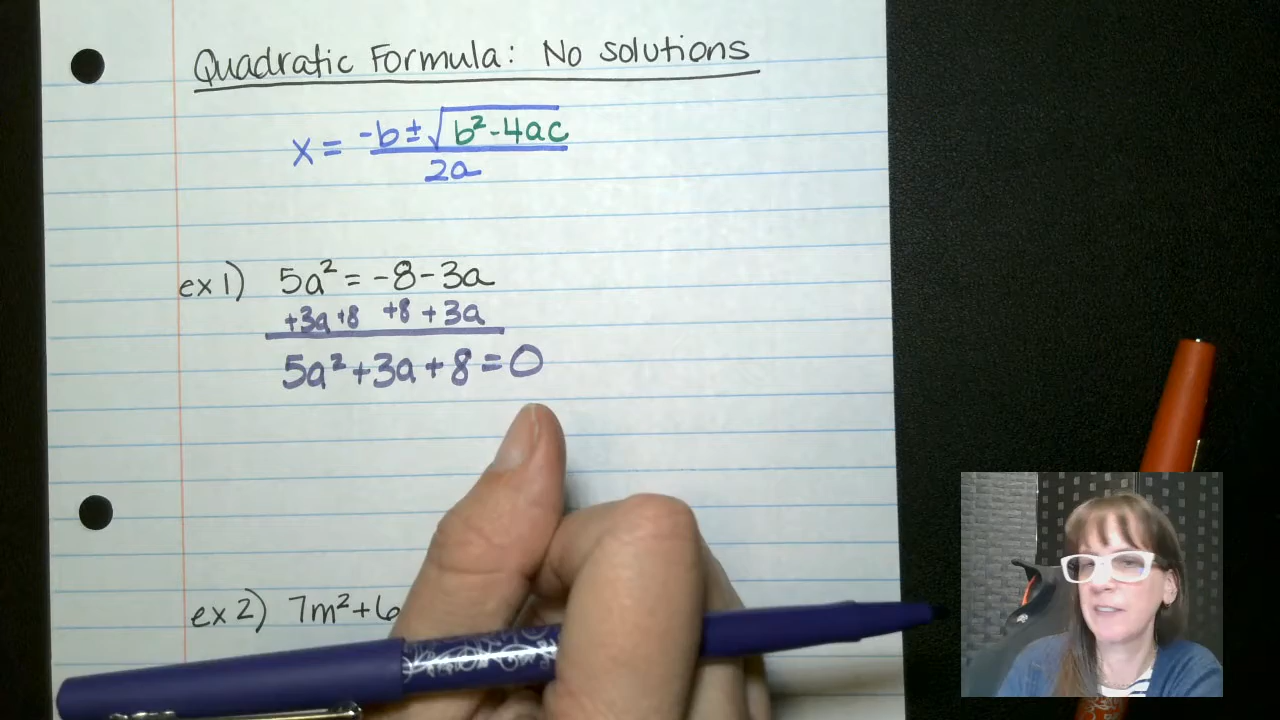 Quadratic Formula: No solutions
x = -b ± √b² - 4ac / 2a
ex 1) 5a² = -8 - 3a
+3a +8 +8 +3a
5a² + 3a + 8 = 0
ex 2) 7m² + 6